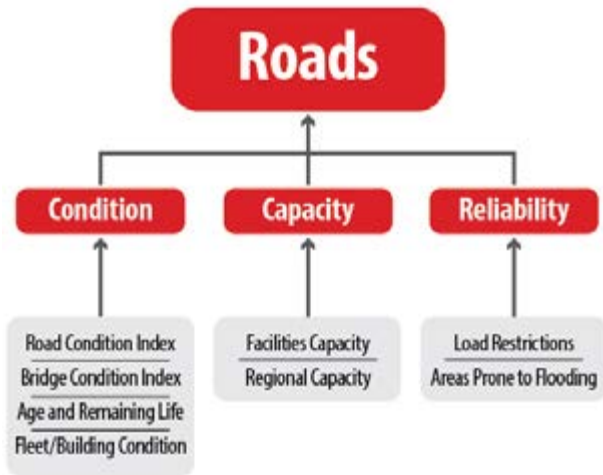 Roads
Condition
Capacity
Reliability
Road Condition Index
Bridge Condition Index
Age and Remaining Life
Fleet/Building Condition
Facilities Capacity
Regional Capacity
Load Restrictions
Areas Prone to Flooding